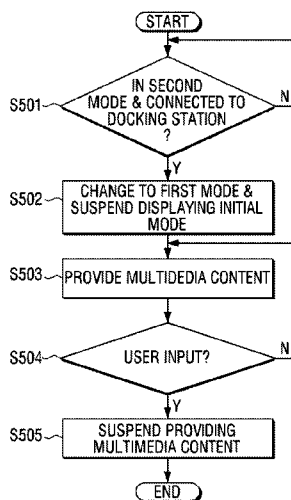 START
S501
IN SECOND
MODE & CONNECTED TO
DOCKING STATION
?
N
Y
S502
CHANGE TO FIRST MODE &
SUSPEND DISPLAYING INITIAL
MODE
S503
PROVIDE MULTIDEDIA CONTENT
S504
USER INPUT?
N
Y
S505
SUSPEND PROVIDING
MULTIMEDIA CONTENT
END